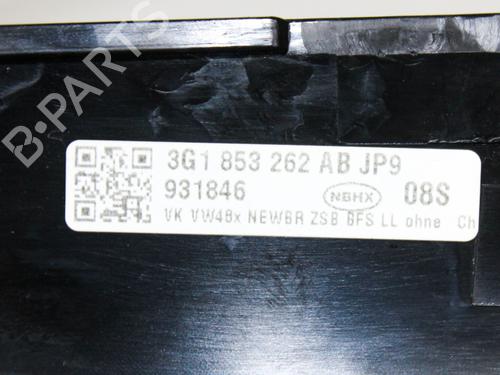 B-PARTS
3G1 853 262 AB JP9
931846 NBHX 08S
VK VW48x NEWBR ZSB BFS LL ohne Ch